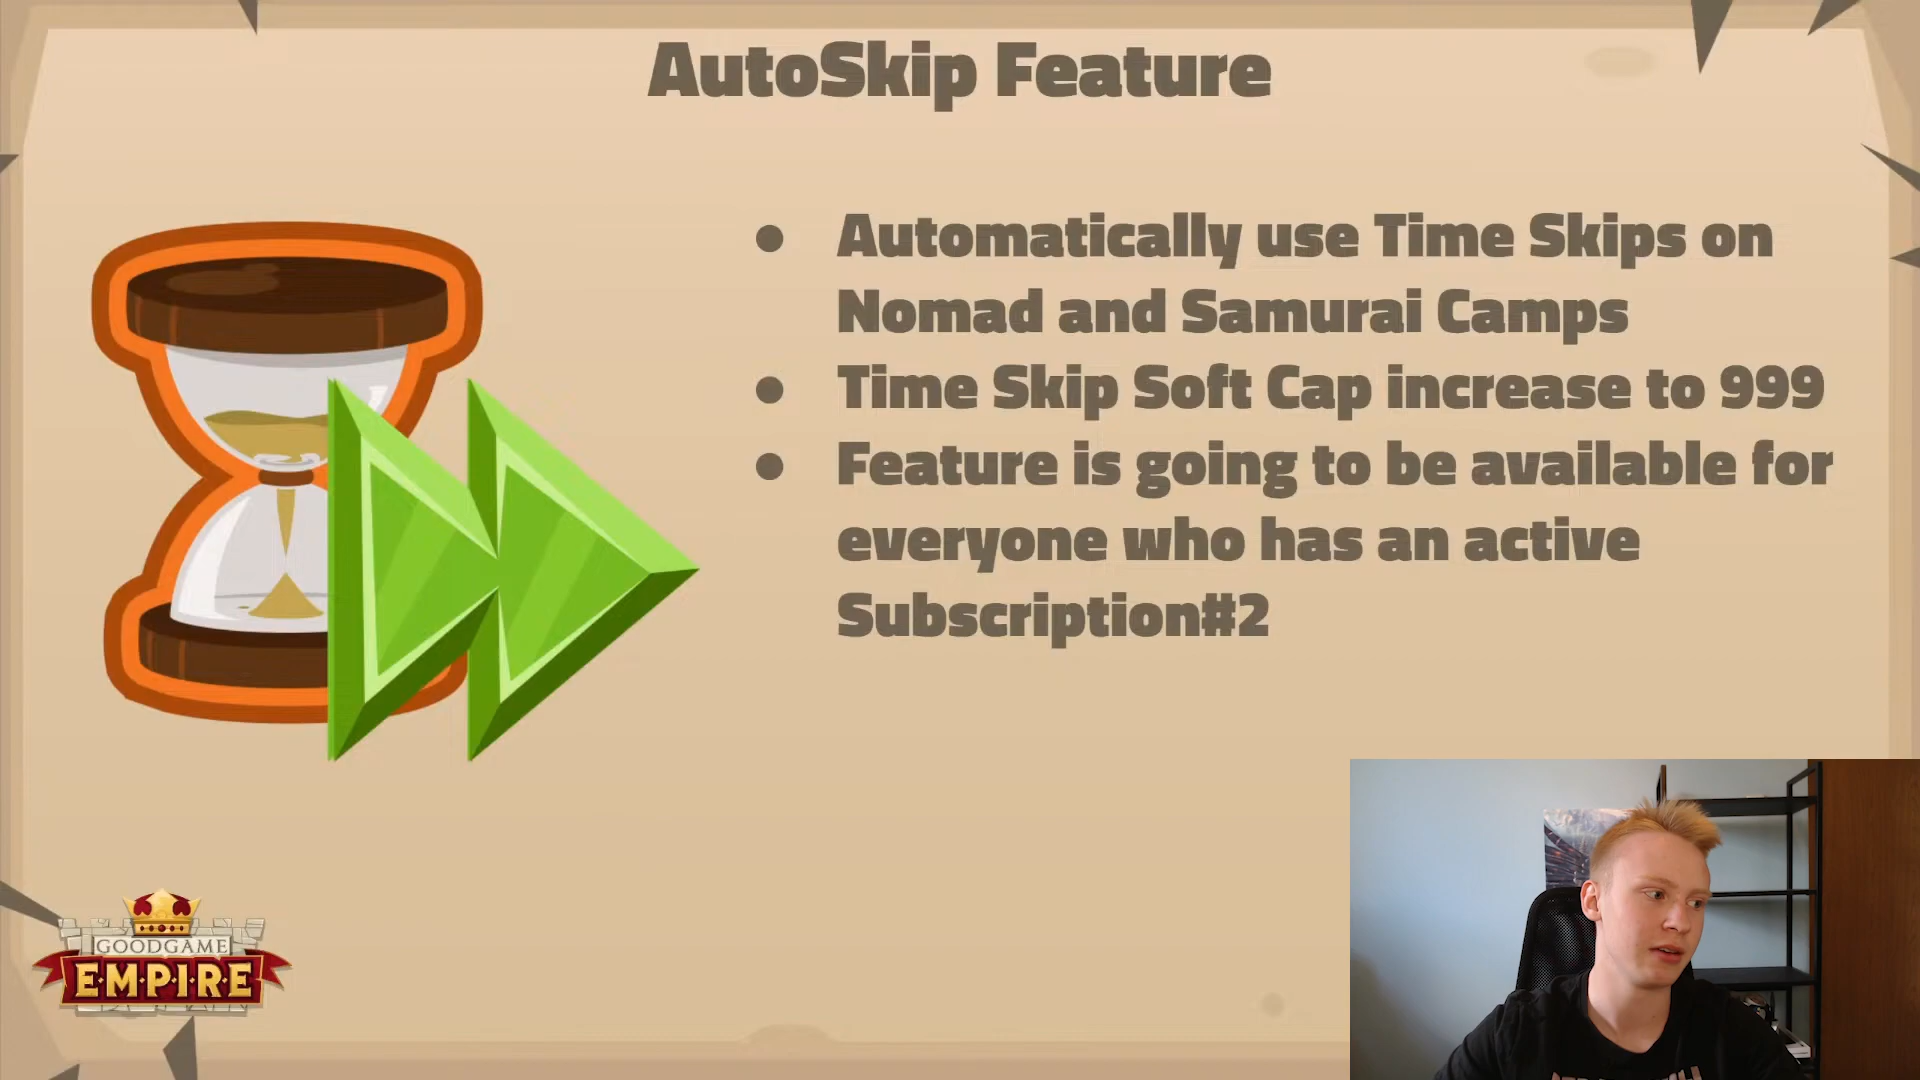 AutoSkip Feature
● Automatically use Time Skips on
Nomad and Samurai Camps
● Time Skip Soft Cap increase to 999
● Feature is going to be available for
everyone who has an active
Subscription#2
GOODGAME
EMPIRE